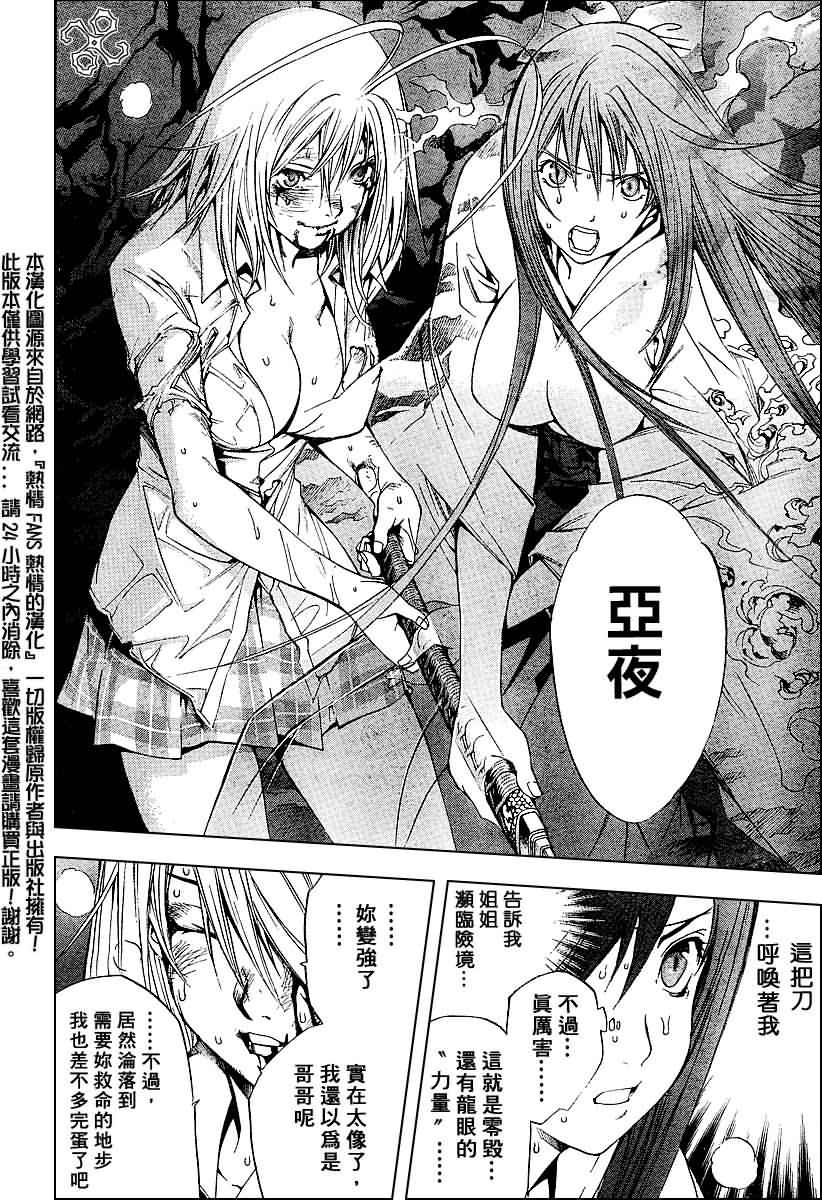 亞夜
這把刀
…呼喚著我
告訴我
姐姐
瀕臨險境…
不過…
眞厲害…
這就是零毀…
還有龍眼的
〝力量〞……
……
妳變強了
……
實在太像了，
我還以為是
哥哥呢
……不過，
居然淪落到
需要妳救命的地步
我也差不多完蛋了吧
本漢化圖源來自於網路，『熱情 FANS 熱情的漢化』一切版權歸原作者與出版社擁有！
此版本僅供學習試看交流… 請 24 小時之內消除，喜歡這套漫畫請購買正版！謝謝。